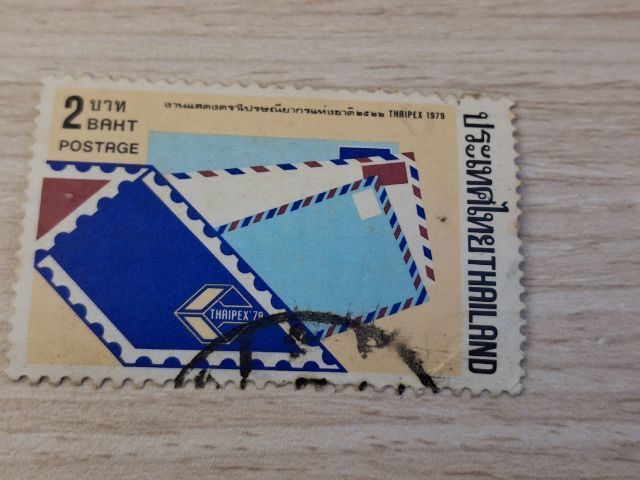 2 บาท
BAHT
POSTAGE
งานแสดงตราไปรษณียากรแห่งชาติ ๒๕๒๒ THAIPEX 1979
ประเทศไทย THAILAND
THAIPEX'79